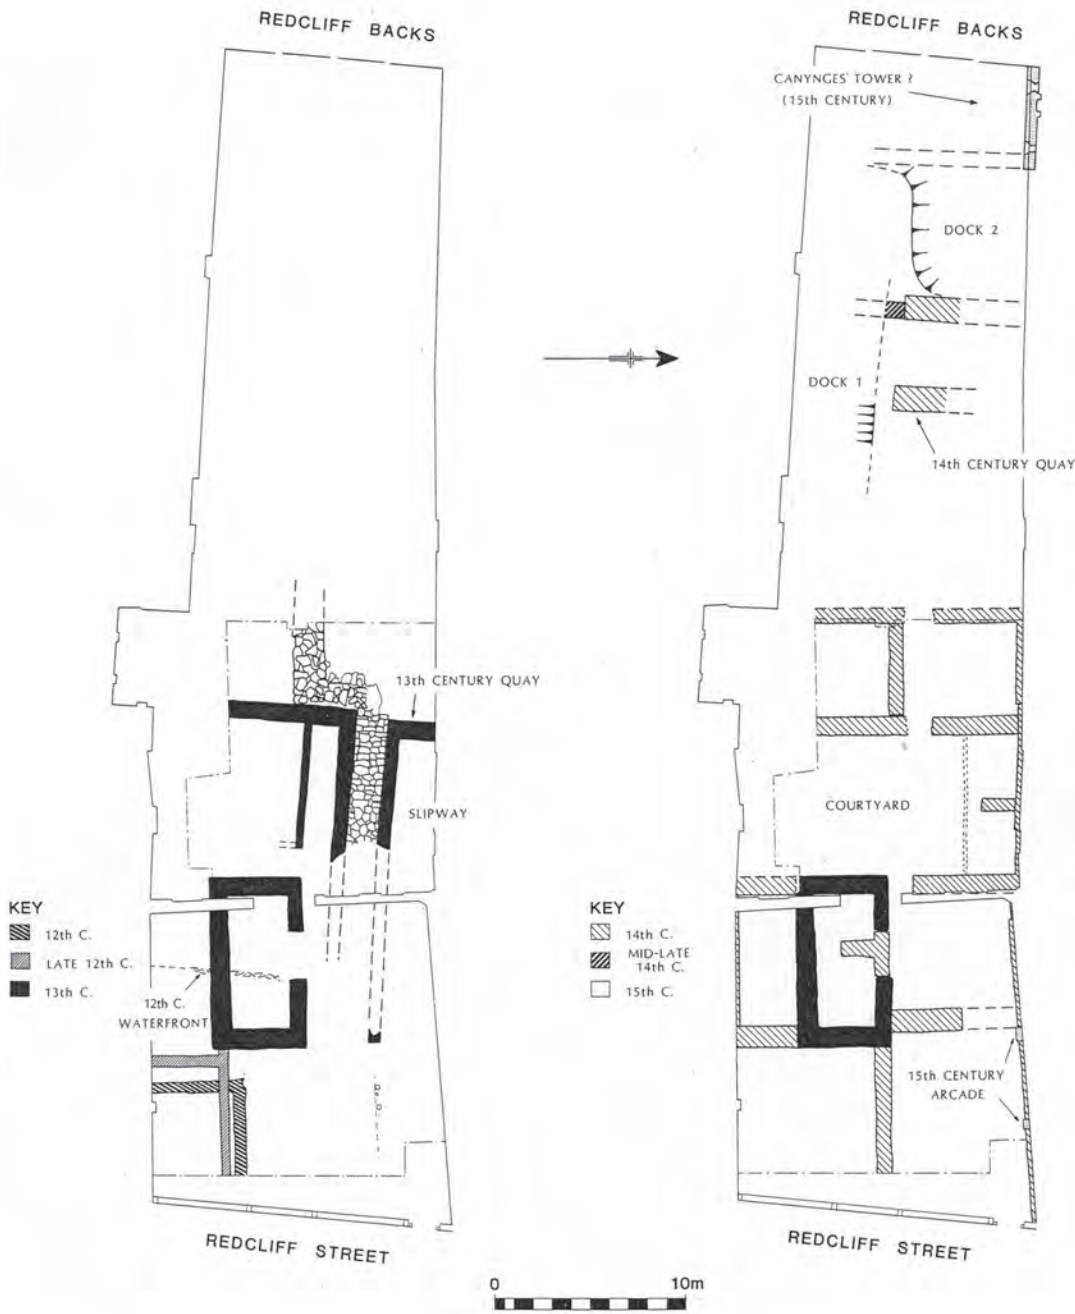 REDCLIFF BACKS
13th CENTURY QUAY
SLIPWAY
KEY
12th C.
LATE 12th C.
13th C.
12th C.
WATERFRONT
REDCLIFF STREET
REDCLIFF BACKS
CANYNGES' TOWER ?
(15th CENTURY)
DOCK 2
DOCK 1
14th CENTURY QUAY
COURTYARD
KEY
14th C.
MID-LATE
14th C.
15th C.
15th CENTURY
ARCADE
REDCLIFF STREET
0 10m